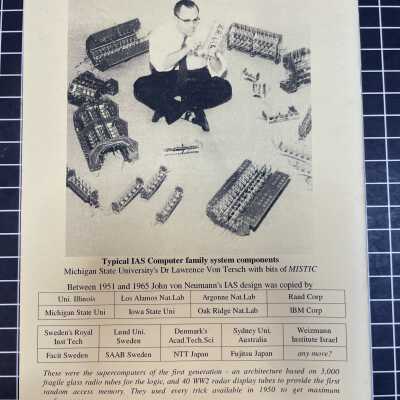 Typical IAS Computer family system components
Michigan State University's Dr Lawrence Von Tersch with bits of MISTIC
Between 1951 and 1965 John von Neumann's IAS design was copied by
Uni. Illinois Los Alamos Nat.Lab Argonne Nat.Lab Rand Corp
Michigan State Uni Iowa State Uni Oak Ridge Nat.Lab IBM Corp
Sweden's Royal Inst Tech Lund Uni. Sweden Denmark's Acad.Tech.Sci Sydney Uni. Australia Weizmann Institute Israel
Facit Sweden SAAB Sweden NTT Japan Fujitsu Japan any more?
These were the supercomputers of the first generation - an architecture based on 3,000
fragile glass radio tubes for the logic, and 40 WW2 radar display tubes to provide the first
random access memory. They used every trick available in 1950 to get maximum